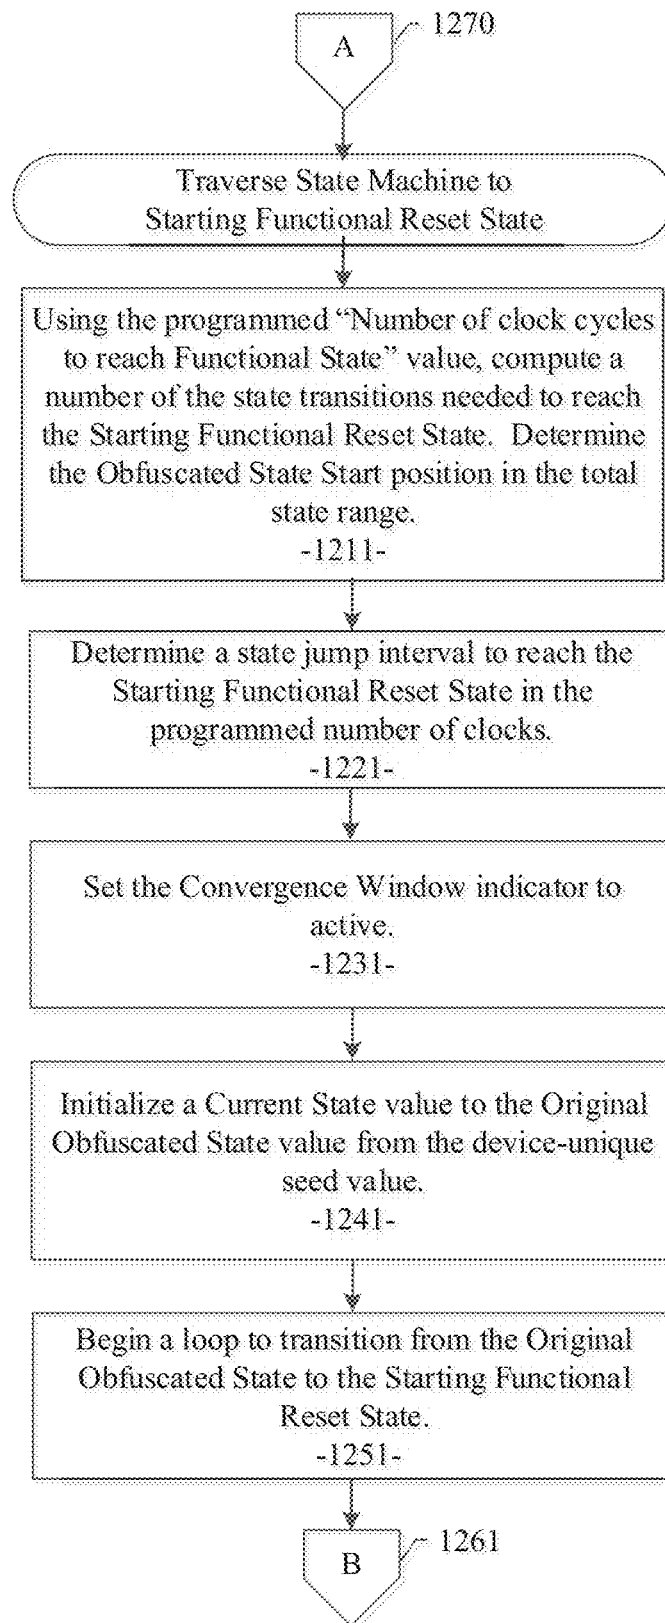 A
1270
Traverse State Machine to
Starting Functional Reset State
Using the programmed “Number of clock cycles
to reach Functional State” value, compute a
number of the state transitions needed to reach
the Starting Functional Reset State.  Determine
the Obfuscated State Start position in the total
state range.
-1211-
Determine a state jump interval to reach the
Starting Functional Reset State in the
programmed number of clocks.
-1221-
Set the Convergence Window indicator to
active.
-1231-
Initialize a Current State value to the Original
Obfuscated State value from the device-unique
seed value.
-1241-
Begin a loop to transition from the Original
Obfuscated State to the Starting Functional
Reset State.
-1251-
1261
B